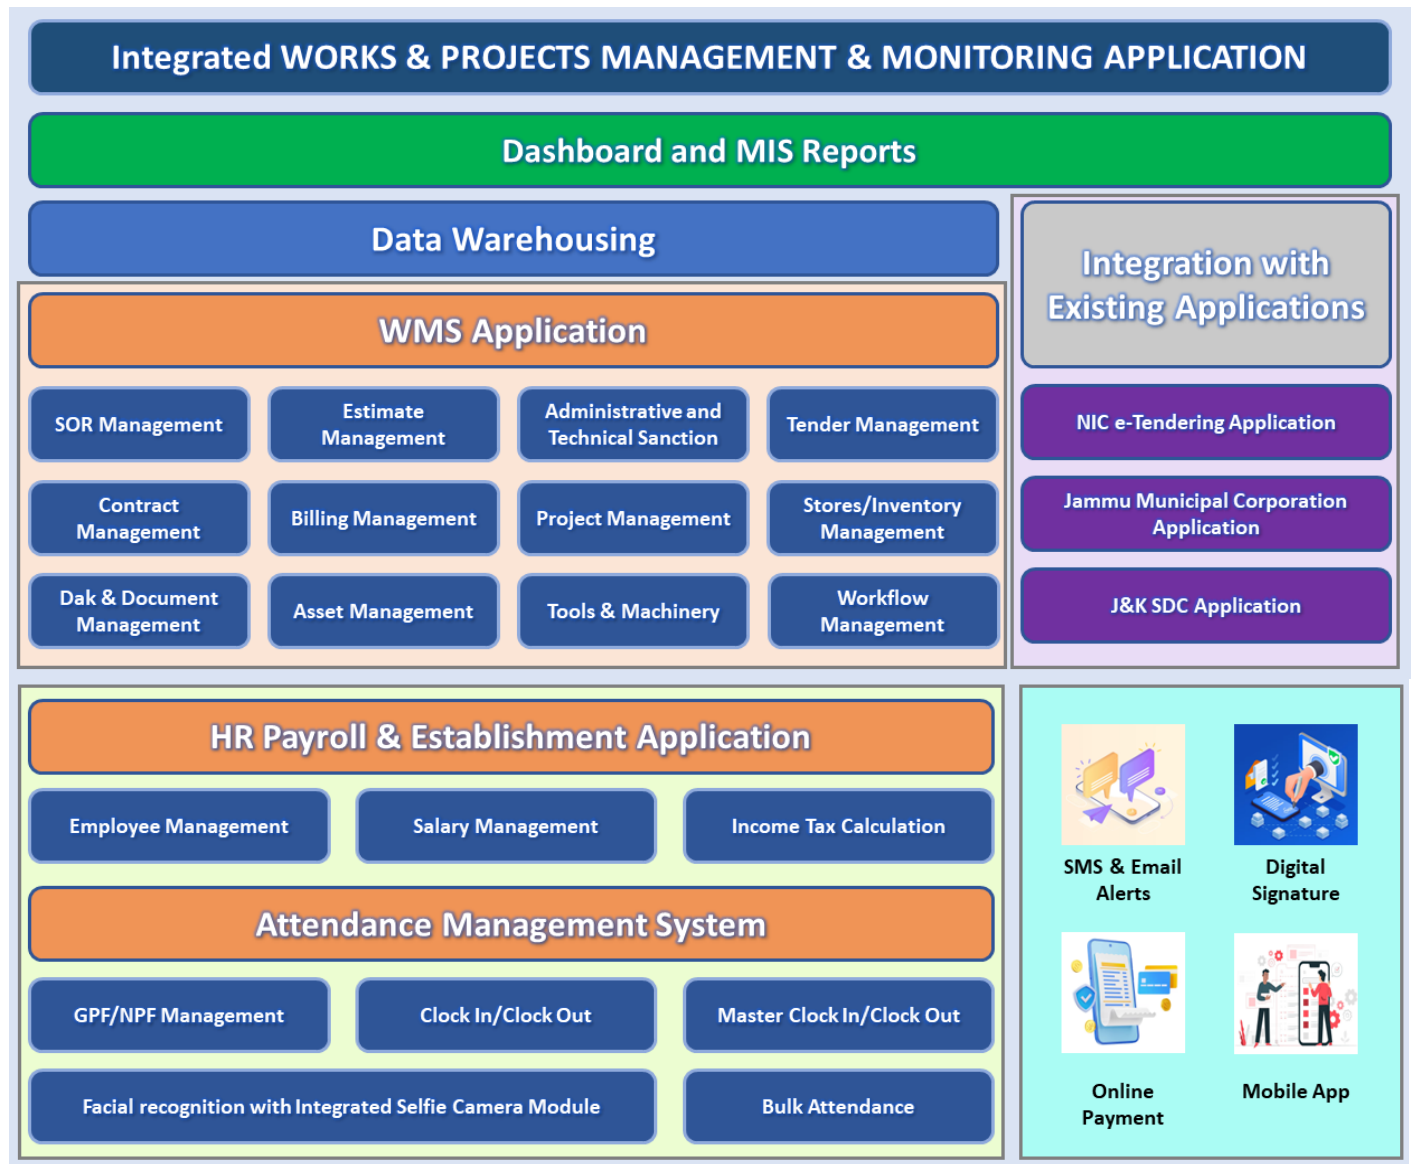 Integrated WORKS & PROJECTS MANAGEMENT & MONITORING APPLICATION
Dashboard and MIS Reports
Data Warehousing
WMS Application
SOR Management
Estimate
Management
Administrative and
Technical Sanction
Tender Management
Contract
Management
Billing Management
Project Management
Stores/Inventory
Management
Dak & Document
Management
Asset Management
Tools & Machinery
Workflow
Management
Integration with
Existing Applications
NIC e-Tendering Application
Jammu Municipal Corporation
Application
J&K SDC Application
HR Payroll & Establishment Application
Employee Management
Salary Management
Income Tax Calculation
Attendance Management System
GPF/NPF Management
Clock In/Clock Out
Master Clock In/Clock Out
Facial recognition with Integrated Selfie Camera Module
Bulk Attendance
SMS & Email
Alerts
Digital
Signature
Online
Payment
Mobile App